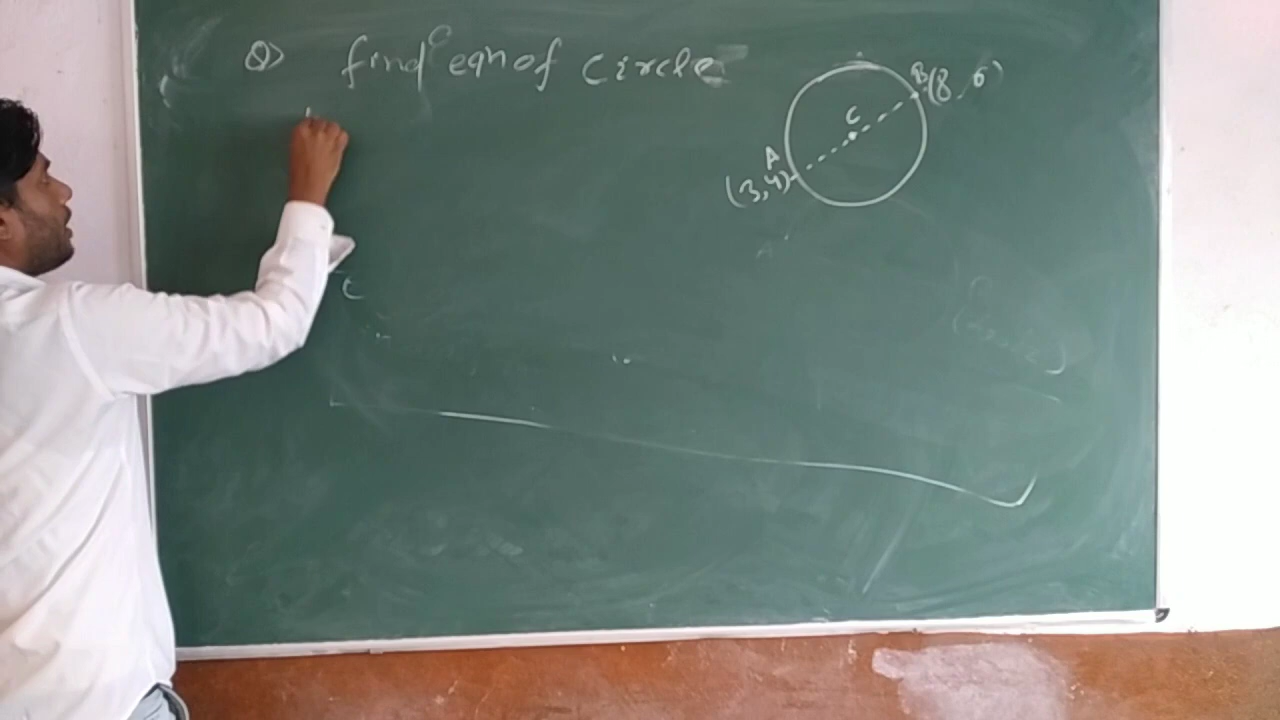 Q> find eqn of circle
B(8, 6)
C
A
(3,4)
C